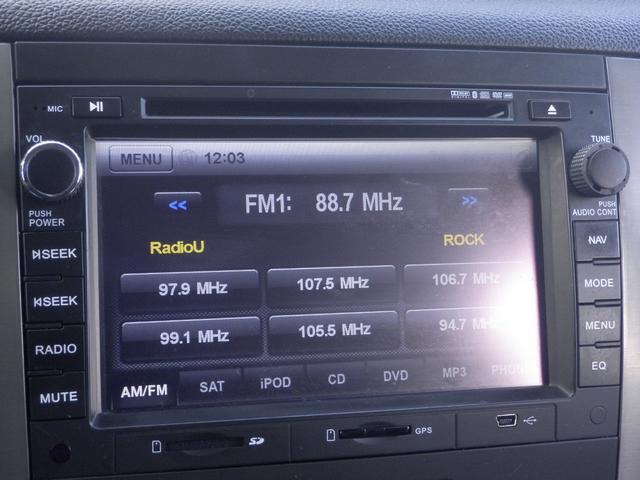 MIC
VOL
TUNE
MENU 12:03
<< FM1: 88.7 MHz >>
PUSH
POWER
PUSH
AUDIO CONT
RadioU ROCK
SEEK
NAV
97.9 MHz 107.5 MHz 106.7 MHz
SEEK
MODE
99.1 MHz 105.5 MHz 94.7 MHz
RADIO
MENU
AM/FM SAT iPOD CD DVD MP3 PHONE
MUTE
EQ
SD
GPS